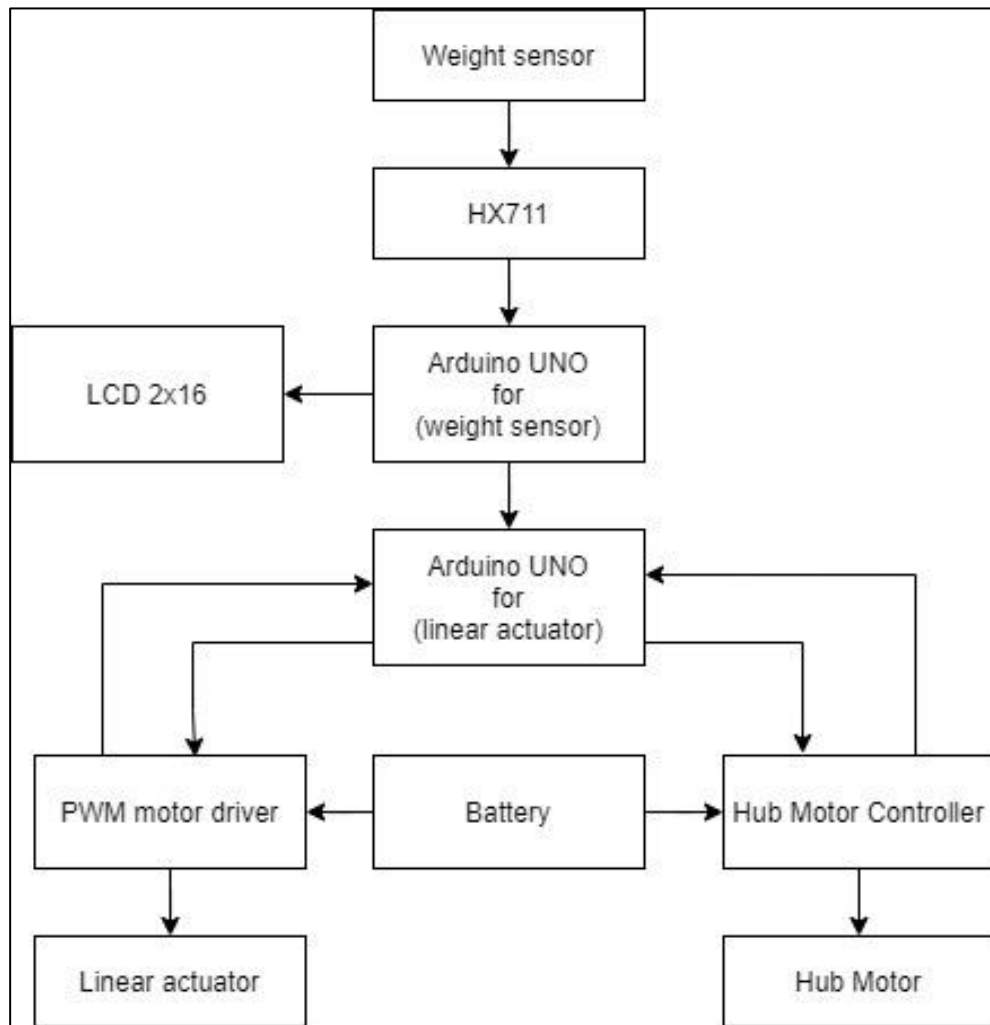 Weight sensor
HX711
LCD 2x16
Arduino UNO
for
(weight sensor)
Arduino UNO
for
(linear actuator)
PWM motor driver
Battery
Hub Motor Controller
Linear actuator
Hub Motor